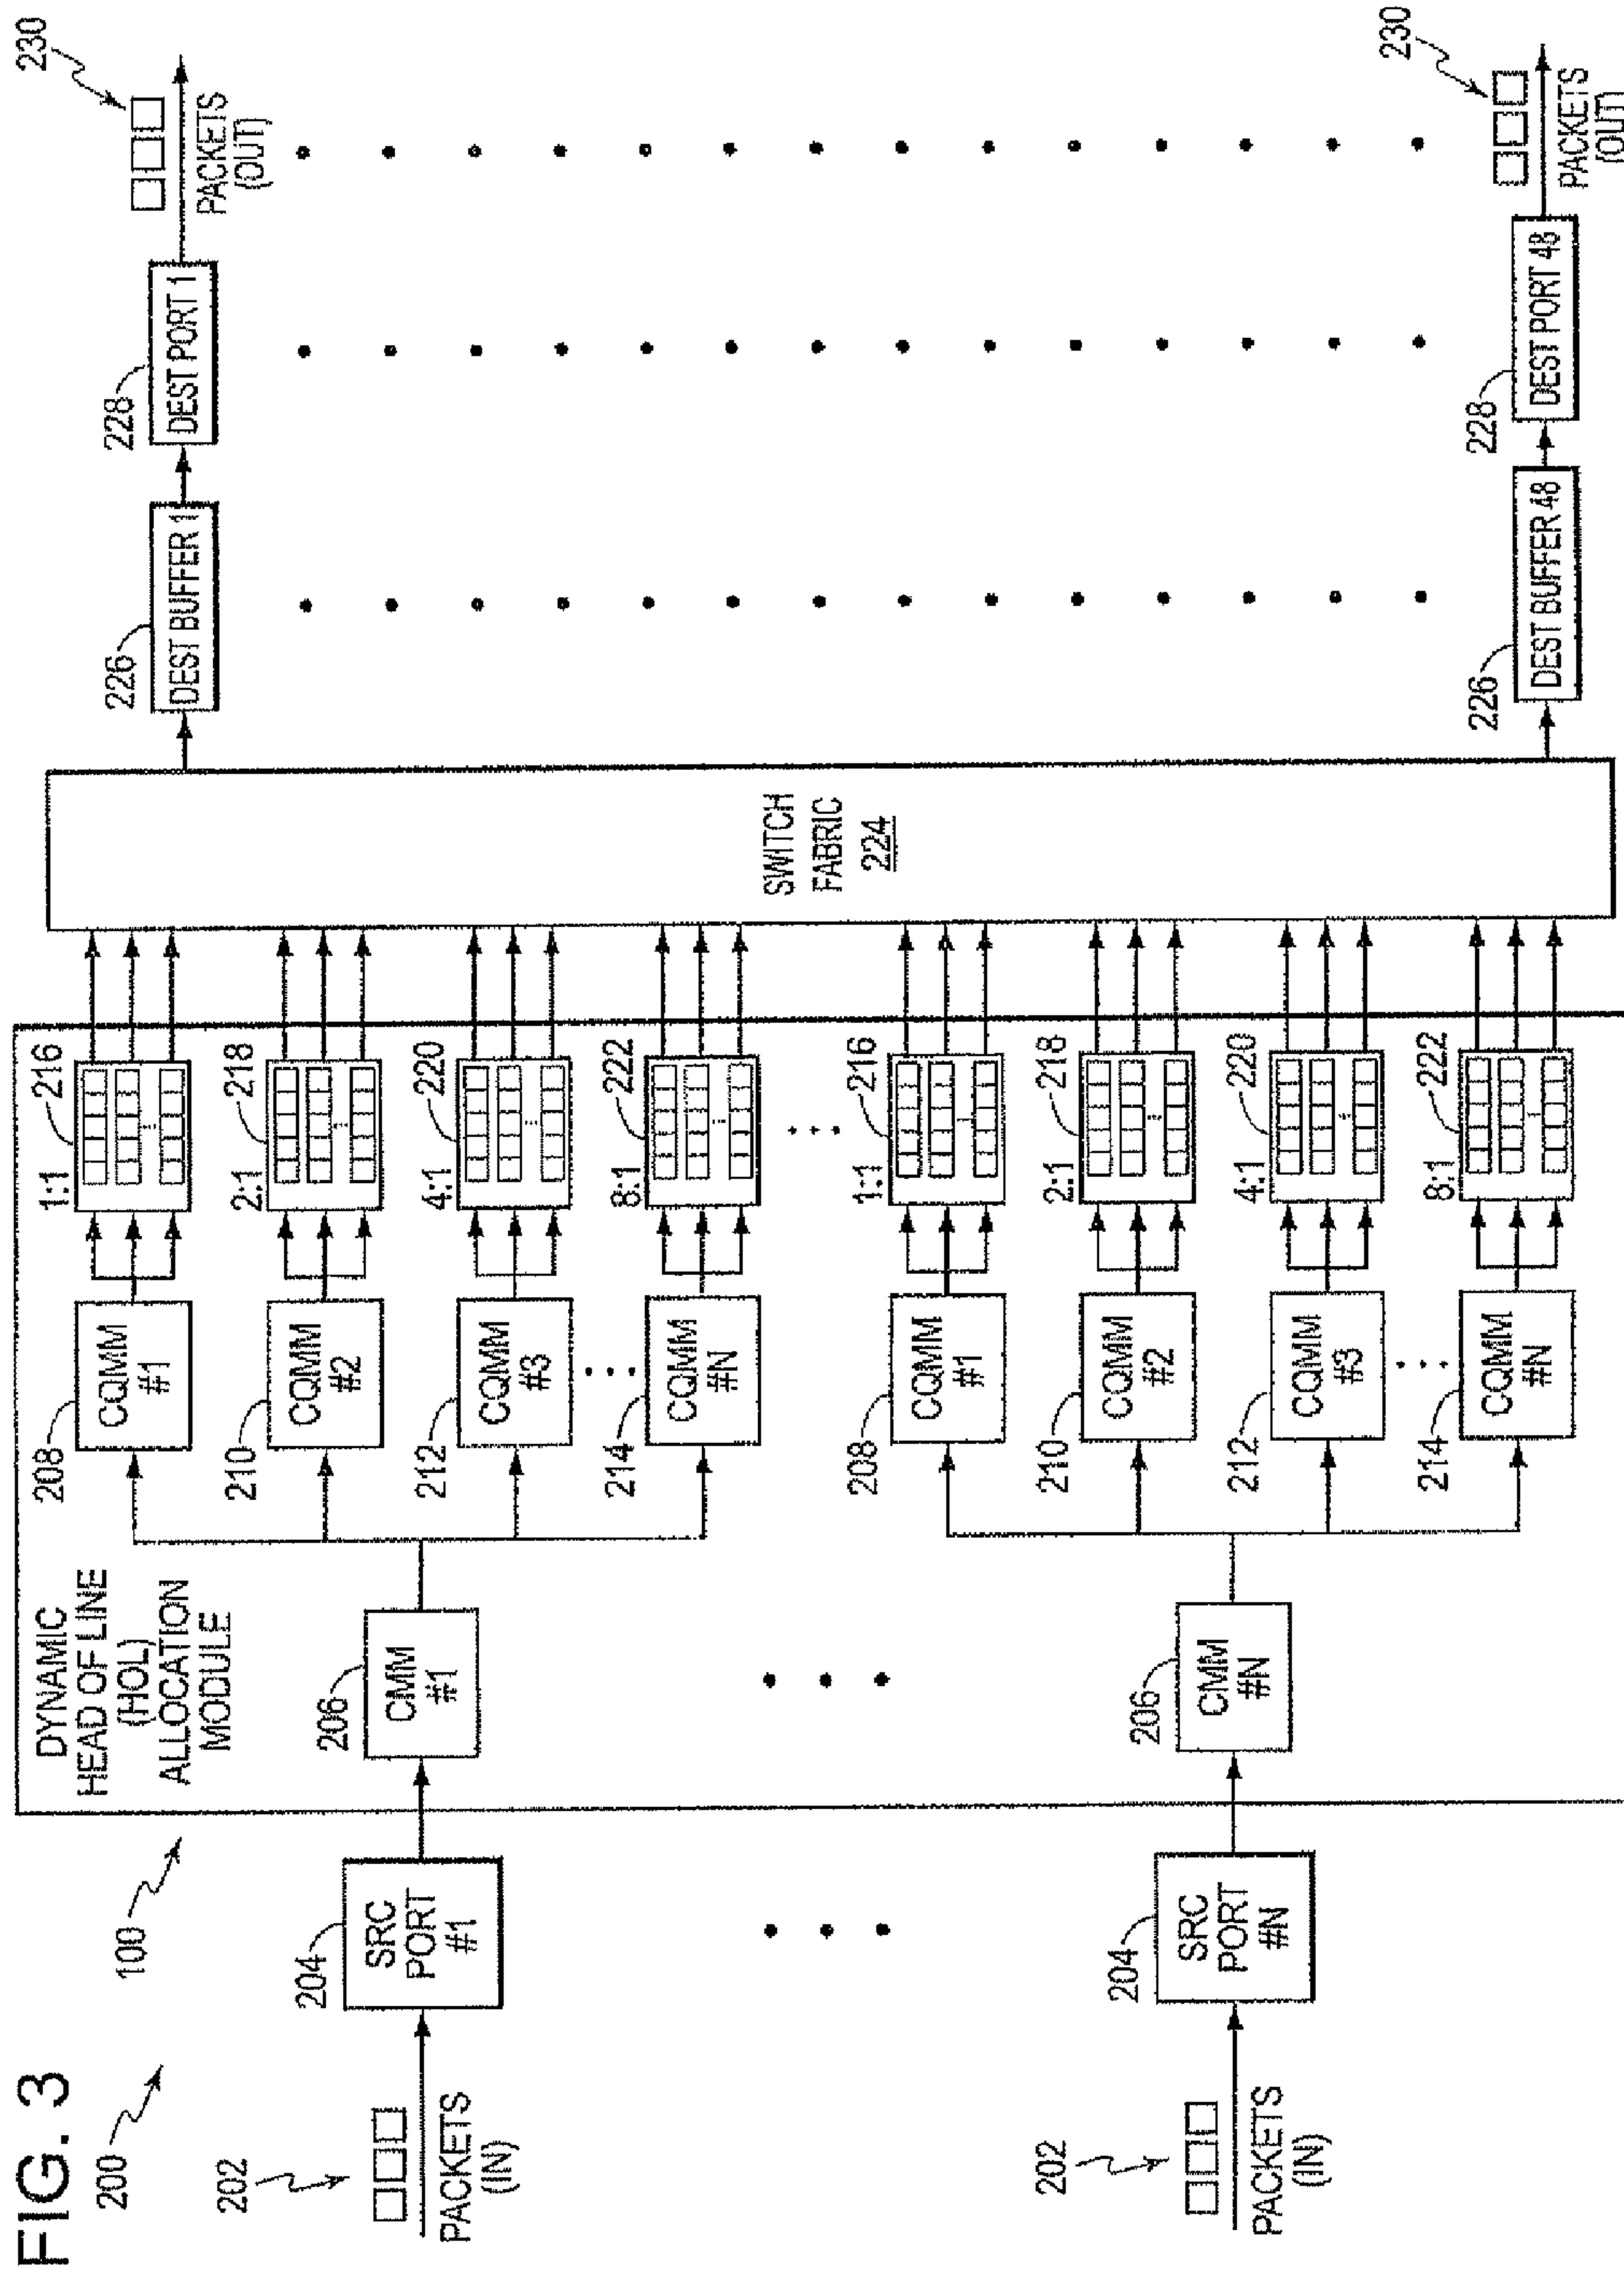 FIG. 3
200
100
DYNAMIC
HEAD OF LINE
(HOL)
ALLOCATION
MODULE
202
PACKETS
(IN)
204
SRC
PORT
#1
206
CMM
#1
208
CQMM
#1
1:1
216
210
CQMM
#2
2:1
218
212
CQMM
#3
4:1
220
214
CQMM
#N
8:1
222
202
PACKETS
(IN)
204
SRC
PORT
#N
206
CMM
#N
208
CQMM
#1
1:1
216
210
CQMM
#2
2:1
218
212
CQMM
#3
4:1
220
214
CQMM
#N
8:1
222
SWITCH
FABRIC
224
226
DEST BUFFER 1
228
DEST PORT 1
230
PACKETS
(OUT)
226
DEST BUFFER 48
228
DEST PORT 48
230
PACKETS
(OUT)